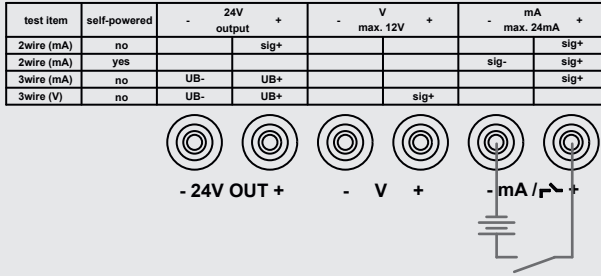 test item self-powered - 24V output + - V max. 12V + - mA max. 24mA +
2wire (mA) no sig+ sig+
2wire (mA) yes sig- sig+
3wire (mA) no UB- UB+ sig+
3wire (V) no UB- UB+ sig+
- 24V OUT + - V + - mA / +